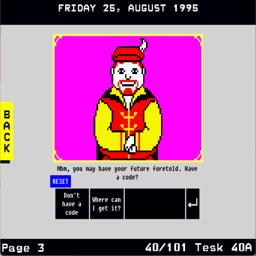 FRIDAY 25, AUGUST 1995
BACK
Hhm, you may have your future foretold. Have
a code?
RESET
Don't
have a
code
Where can
I get it?
Page 3
40/101 Tesk 40A